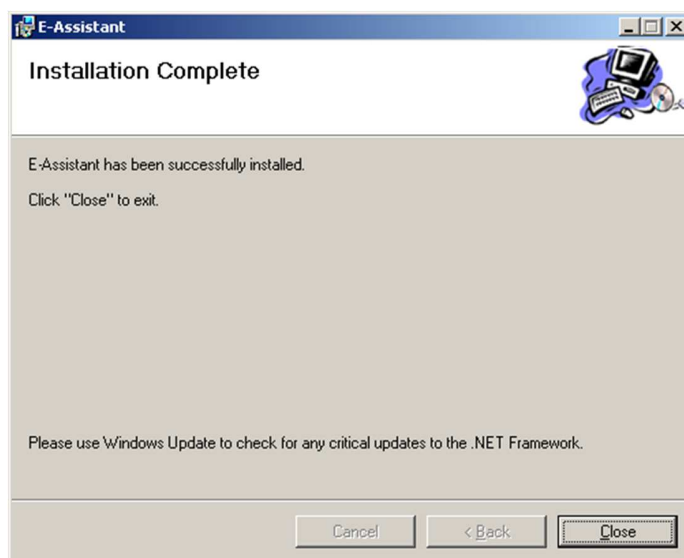 E-Assistant
Installation Complete
E-Assistant has been successfully installed.
Click "Close" to exit.
Please use Windows Update to check for any critical updates to the .NET Framework.
Cancel
< Back
Close